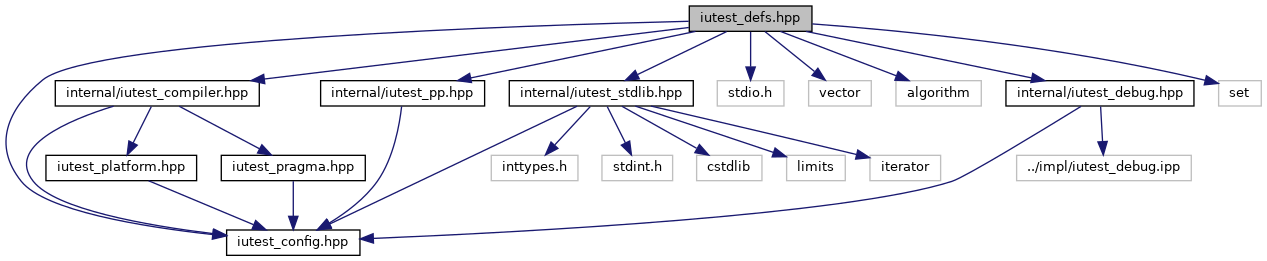 iutest_defs.hpp
internal/iutest_compiler.hpp
internal/iutest_pp.hpp
internal/iutest_stdlib.hpp
stdio.h
vector
algorithm
internal/iutest_debug.hpp
set
iutest_platform.hpp
iutest_pragma.hpp
inttypes.h
stdint.h
cstdlib
limits
iterator
../impl/iutest_debug.ipp
iutest_config.hpp